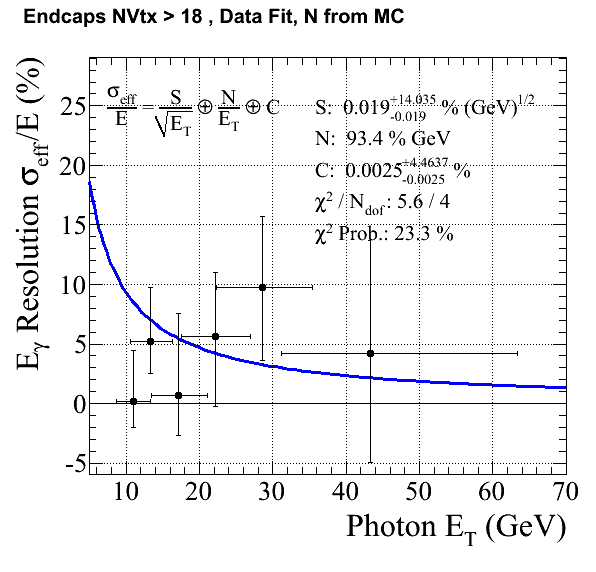 Endcaps NVtx > 18 , Data Fit, N from MC
E_γ Resolution σ_eff/E (%)
σ_eff/E = S/√E_T ⊕ N/E_T ⊕ C
S: 0.019 +14.035 -0.019 % (GeV)^1/2
N: 93.4 % GeV
C: 0.0025 +4.4637 -0.0025 %
χ² / N_dof : 5.6 / 4
χ² Prob.: 23.3 %
25
20
15
10
5
0
-5
10 20 30 40 50 60 70
Photon E_T (GeV)